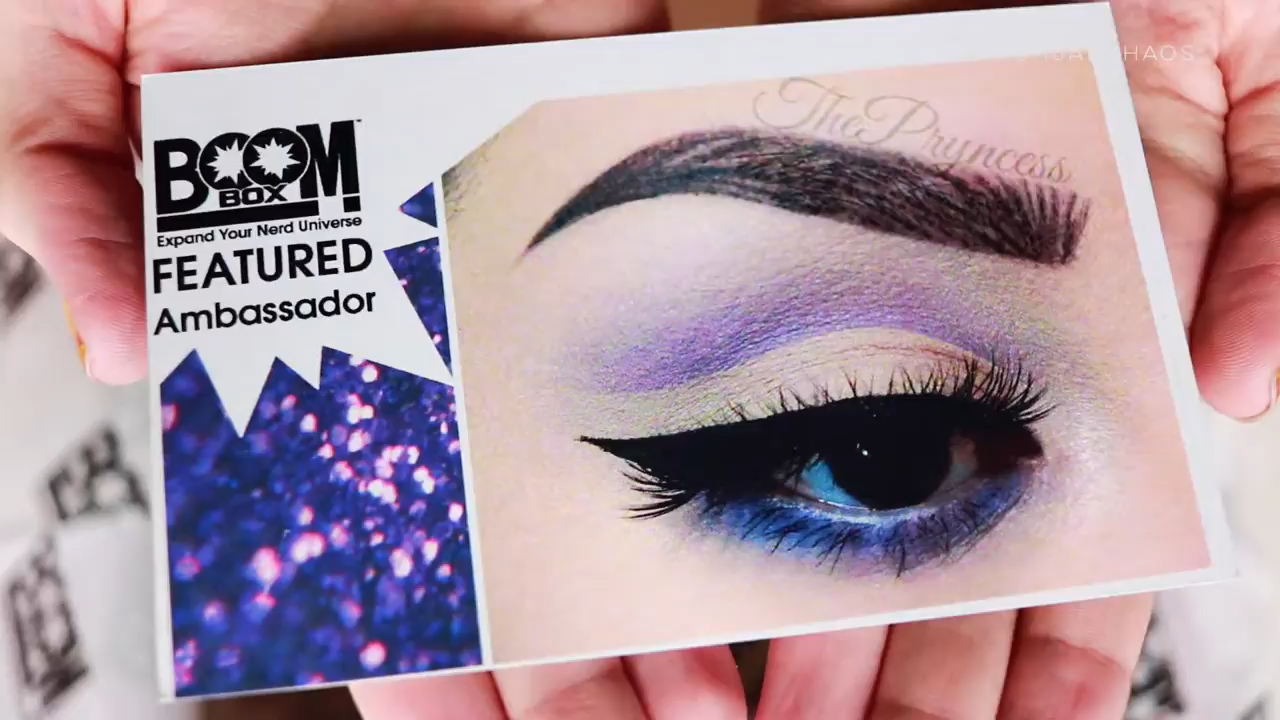 BOOM!
BOX
Expand Your Nerd Universe
FEATURED
Ambassador
ThePryncess